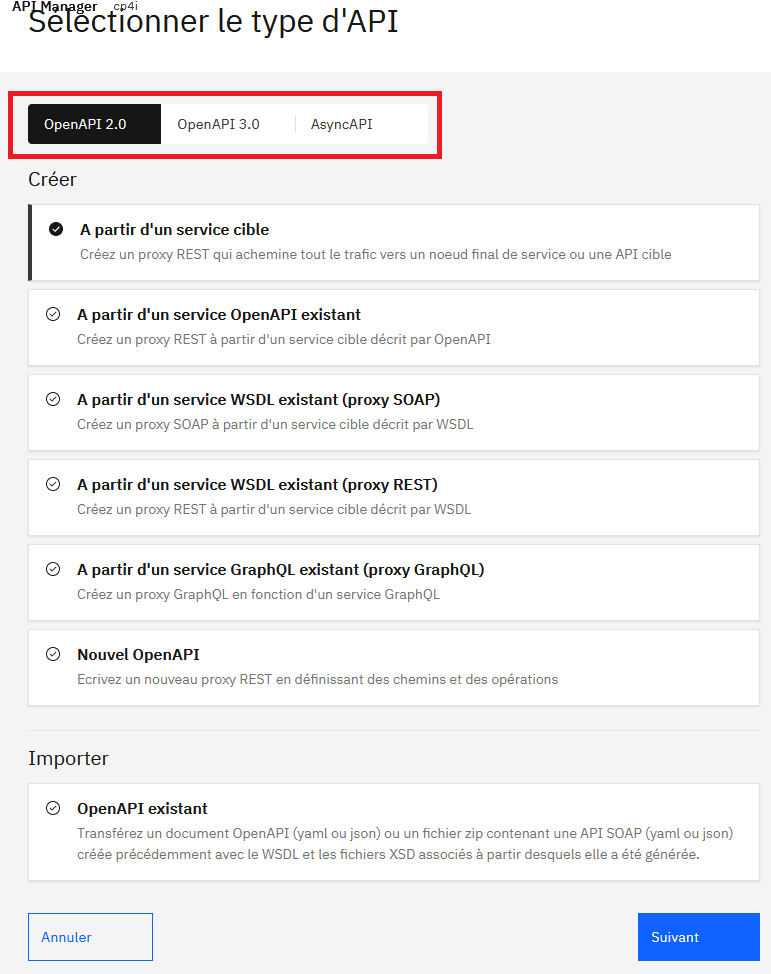 API Manager cp4i
Sélectionner le type d'API
OpenAPI 2.0 OpenAPI 3.0 AsyncAPI
Créer
A partir d'un service cible
Créez un proxy REST qui achemine tout le trafic vers un noeud final de service ou une API cible
A partir d'un service OpenAPI existant
Créez un proxy REST à partir d'un service cible décrit par OpenAPI
A partir d'un service WSDL existant (proxy SOAP)
Créez un proxy SOAP à partir d'un service cible décrit par WSDL
A partir d'un service WSDL existant (proxy REST)
Créez un proxy REST à partir d'un service cible décrit par WSDL
A partir d'un service GraphQL existant (proxy GraphQL)
Créez un proxy GraphQL en fonction d'un service GraphQL
Nouvel OpenAPI
Ecrivez un nouveau proxy REST en définissant des chemins et des opérations
Importer
OpenAPI existant
Transférez un document OpenAPI (yaml ou json) ou un fichier zip contenant une API SOAP (yaml ou json)
créée précédemment avec le WSDL et les fichiers XSD associés à partir desquels elle a été générée.
Annuler Suivant